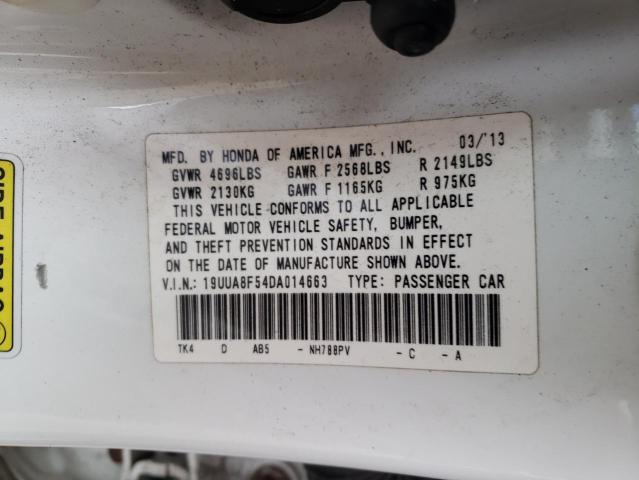 MFD. BY HONDA OF AMERICA MFG., INC. 03/'13
GVWR 4696LBS GAWR F 2568LBS R 2149LBS
GVWR 2130KG GAWR F 1165KG R 975KG
THIS VEHICLE CONFORMS TO ALL APPLICABLE
FEDERAL MOTOR VEHICLE SAFETY, BUMPER,
AND THEFT PREVENTION STANDARDS IN EFFECT
ON THE DATE OF MANUFACTURE SHOWN ABOVE.
V.I.N.: 19UUA8F54DA014663 TYPE: PASSENGER CAR
TK4 D AB5 - NH788PV - C - A
SIDE AIRBAG